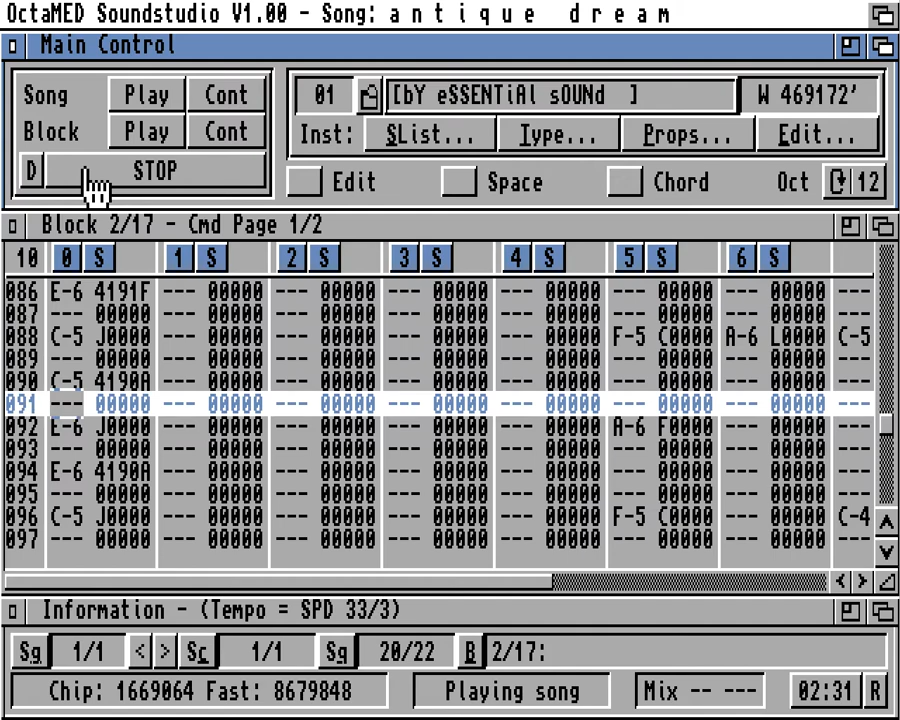 OctaMED Soundstudio V1.00 - Song: a n t i q u e   d r e a m
Main Control
Song Play Cont 01 [bY eSSENTiAl sOUNd ] W 469172'
Block Play Cont Inst: SList... Type... Props... Edit...
D STOP Edit Space Chord Oct 12
Block 2/17 - Cmd Page 1/2
10 0 S 1 S 2 S 3 S 4 S 5 S 6 S
086 E-6 4191F --- 00000 --- 00000 --- 00000 --- 00000 --- 00000 --- 00000 ---
087 --- 00000 --- 00000 --- 00000 --- 00000 --- 00000 --- 00000 --- 00000 ---
088 C-5 J0000 --- 00000 --- 00000 --- 00000 --- 00000 F-5 C0000 A-6 L0000 C-5
089 --- 00000 --- 00000 --- 00000 --- 00000 --- 00000 --- 00000 --- 00000 ---
090 C-5 4190A --- 00000 --- 00000 --- 00000 --- 00000 --- 00000 --- 00000 ---
091 --- 00000 --- 00000 --- 00000 --- 00000 --- 00000 --- 00000 --- 00000 ---
092 E-6 J0000 --- 00000 --- 00000 --- 00000 --- 00000 A-6 F0000 --- 00000 ---
093 --- 00000 --- 00000 --- 00000 --- 00000 --- 00000 --- 00000 --- 00000 ---
094 E-6 4190A --- 00000 --- 00000 --- 00000 --- 00000 --- 00000 --- 00000 ---
095 --- 00000 --- 00000 --- 00000 --- 00000 --- 00000 --- 00000 --- 00000 ---
096 C-5 J0000 --- 00000 --- 00000 --- 00000 --- 00000 F-5 C0000 --- 00000 C-4
097 --- 00000 --- 00000 --- 00000 --- 00000 --- 00000 --- 00000 --- 00000 ---
Information - (Tempo = SPD 33/3)
Sg 1/1 < > Sc 1/1 Sq 20/22 B 2/17:
Chip: 1669064 Fast: 8679848 Playing song Mix -- --- 02:31 R